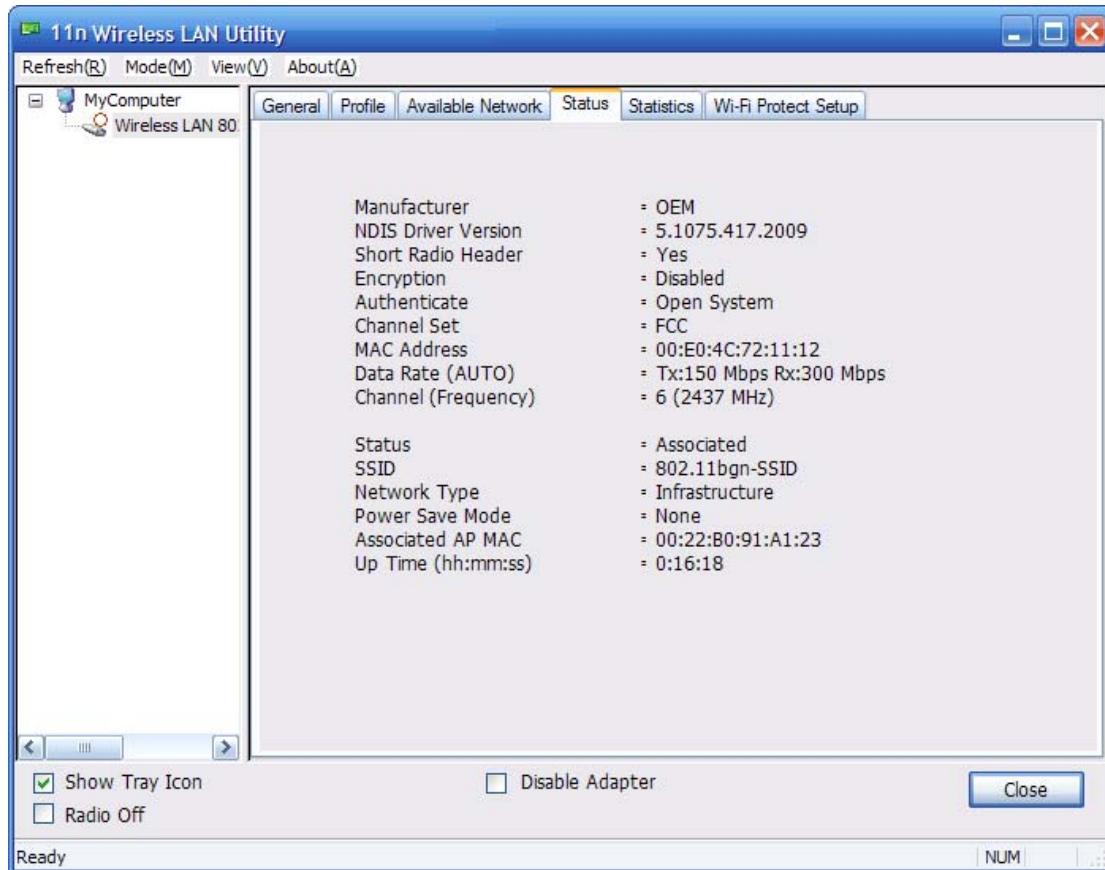 11n Wireless LAN Utility
Refresh(R) Mode(M) View(V) About(A)
MyComputer
Wireless LAN 80
General Profile Available Network Status Statistics Wi-Fi Protect Setup
Manufacturer = OEM
NDIS Driver Version = 5.1075.417.2009
Short Radio Header = Yes
Encryption = Disabled
Authenticate = Open System
Channel Set = FCC
MAC Address = 00:E0:4C:72:11:12
Data Rate (AUTO) = Tx:150 Mbps Rx:300 Mbps
Channel (Frequency) = 6 (2437 MHz)
Status = Associated
SSID = 802.11bgn-SSID
Network Type = Infrastructure
Power Save Mode = None
Associated AP MAC = 00:22:B0:91:A1:23
Up Time (hh:mm:ss) = 0:16:18
Show Tray Icon Disable Adapter Close
Radio Off
Ready NUM